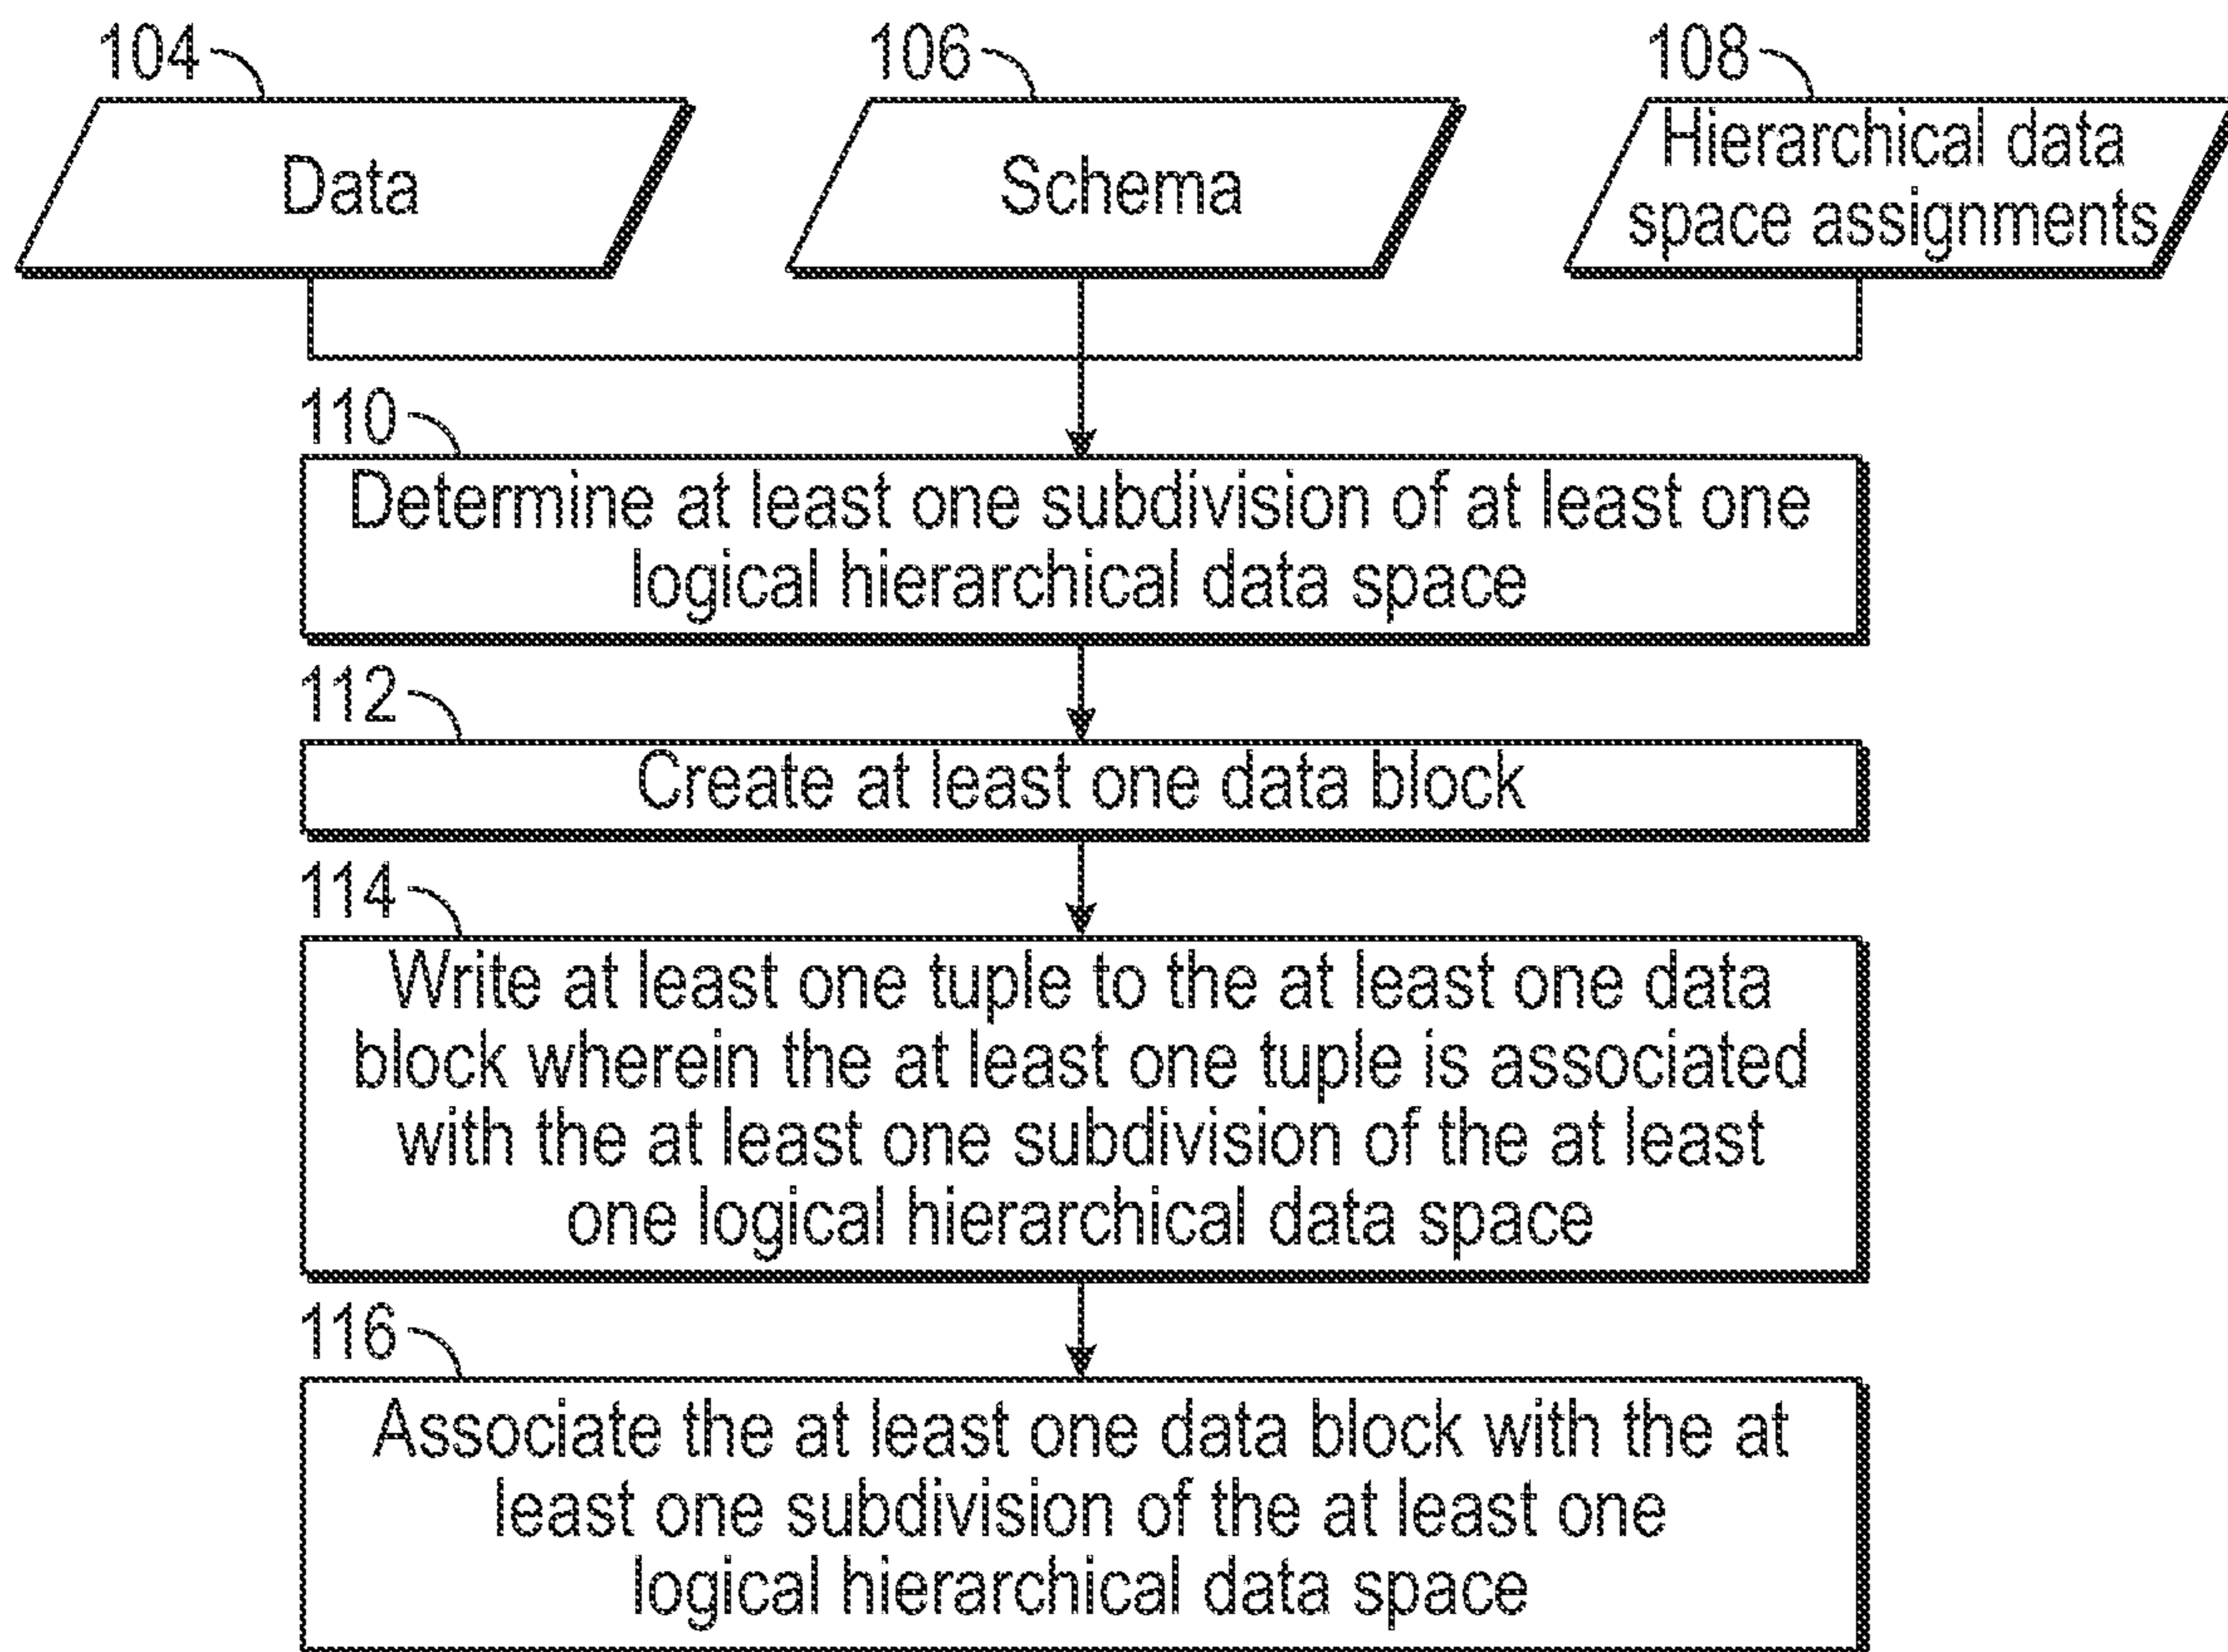 104
106
108
Data
Schema
Hierarchical data
space assignments
110
Determine at least one subdivision of at least one
logical hierarchical data space
112
Create at least one data block
114
Write at least one tuple to the at least one data
block wherein the at least one tuple is associated
with the at least one subdivision of the at least
one logical hierarchical data space
116
Associate the at least one data block with the at
least one subdivision of the at least one
logical hierarchical data space